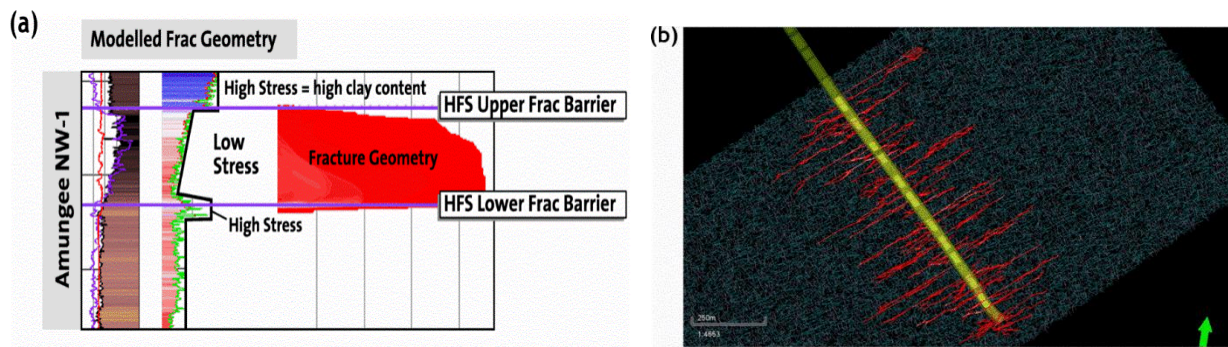 (a)
Modelled Frac Geometry
High Stress = high clay content
HFS Upper Frac Barrier
Low
Stress
Fracture Geometry
HFS Lower Frac Barrier
High Stress
Amungee NW-1
(b)
250m